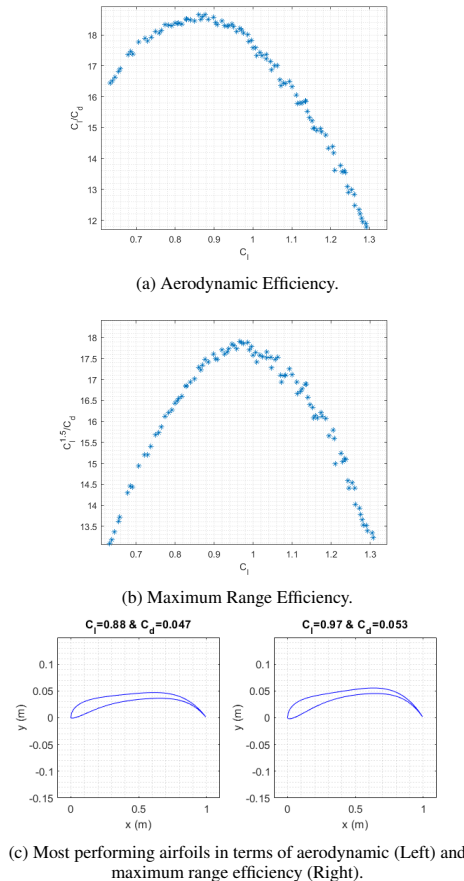 18
17
16
15
14
13
12
C_l/C_d
0.7 0.8 0.9 1 1.1 1.2 1.3
C_l
(a) Aerodynamic Efficiency.
18
17.5
17
16.5
16
15.5
15
14.5
14
13.5
C_l^1.5/C_d
0.7 0.8 0.9 1 1.1 1.2 1.3
C_l
(b) Maximum Range Efficiency.
C_l=0.88 & C_d=0.047
0.1
0.05
0
-0.05
-0.1
-0.15
y (m)
0 0.5 1
x (m)
C_l=0.97 & C_d=0.053
0.1
0.05
0
-0.05
-0.1
-0.15
y (m)
0 0.5 1
x (m)
(c) Most performing airfoils in terms of aerodynamic (Left) and
maximum range efficiency (Right).